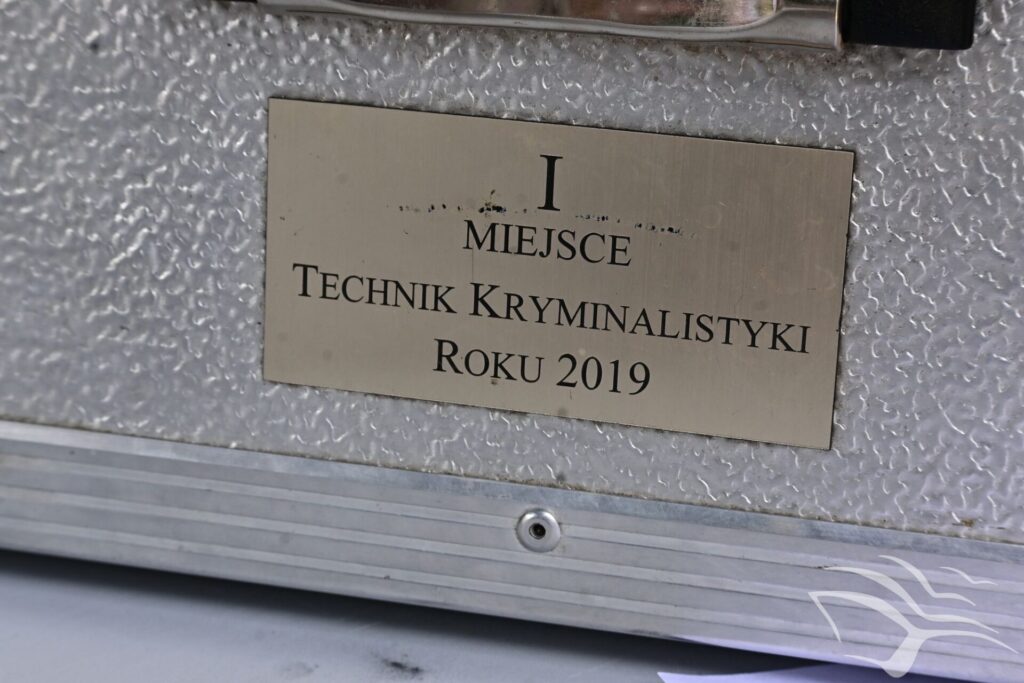 I
MIEJSCE
TECHNIK KRYMINALISTYKI
ROKU 2019